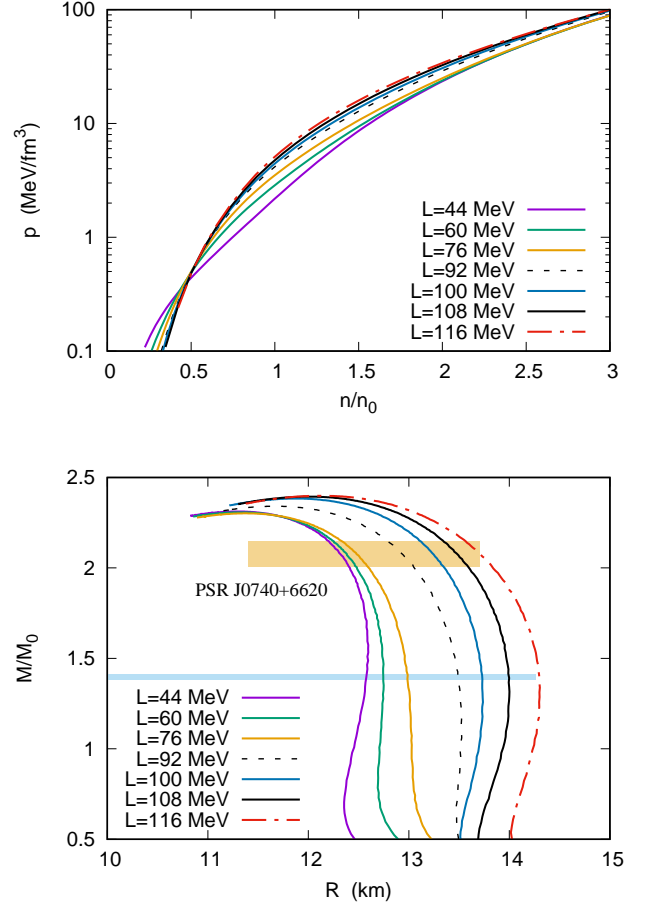 100
10
1
0.1
p (MeV/fm³)
L=44 MeV
L=60 MeV
L=76 MeV
L=92 MeV
L=100 MeV
L=108 MeV
L=116 MeV
0 0.5 1 1.5 2 2.5 3
n/n₀
2.5
2
1.5
1
0.5
M/M₀
PSR J0740+6620
L=44 MeV
L=60 MeV
L=76 MeV
L=92 MeV
L=100 MeV
L=108 MeV
L=116 MeV
10 11 12 13 14 15
R (km)